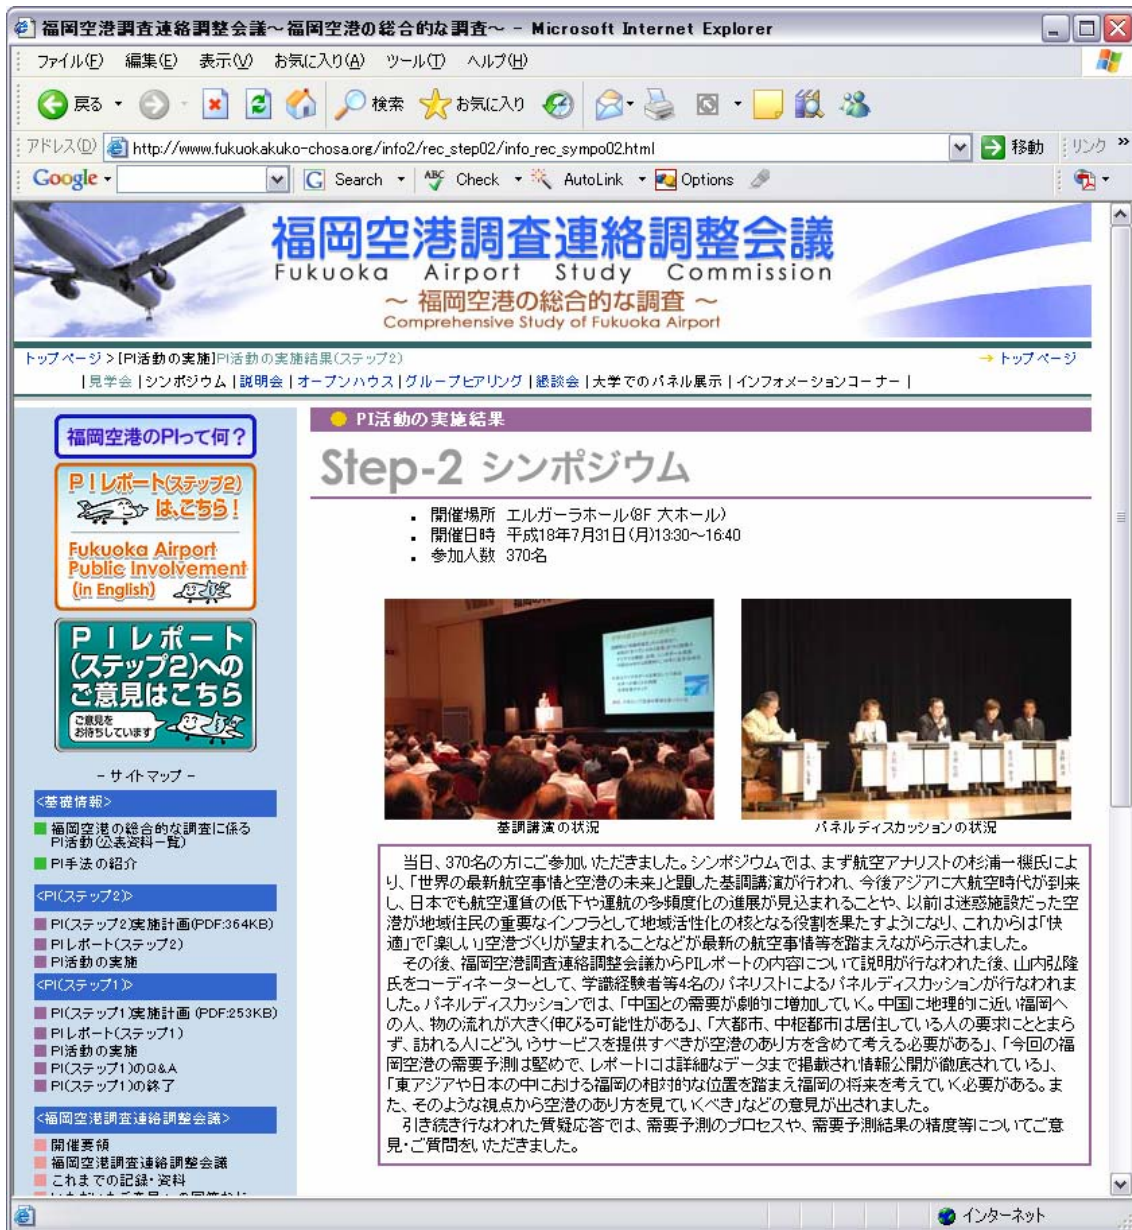 福岡空港調査連絡調整会議~福岡空港の総合的な調査~ - Microsoft Internet Explorer
ファイル(F) 編集(E) 表示(V) お気に入り(A) ツール(T) ヘルプ(H)
戻る 検索 お気に入り
アドレス(D) http://www.fukuokakuko-chosa.org/info2/rec_step02/info_rec_sympo02.html 移動 リンク »
Google Search ABC Check AutoLink Options
福岡空港調査連絡調整会議
Fukuoka Airport Study Commission
~ 福岡空港の総合的な調査 ~
Comprehensive Study of Fukuoka Airport
トップページ > [PI活動の実施]PI活動の実施結果(ステップ2) → トップページ
| 見学会 | シンポジウム | 説明会 | オープンハウス | グループヒアリング | 懇談会 | 大学でのパネル展示 | インフォメーションコーナー |
福岡空港のPIって何?
PIレポート(ステップ2)
は、こちら!
Fukuoka Airport
Public Involvement
(in English)
PIレポート
(ステップ2)への
ご意見はこちら
ご意見を
お待ちしています
- サイトマップ -
<基礎情報>
福岡空港の総合的な調査に係る
PI活動(公表資料一覧)
PI手法の紹介
<PI(ステップ2)>
PI(ステップ2)実施計画(PDF:364KB)
PIレポート(ステップ2)
PI活動の実施
<PI(ステップ1)>
PI(ステップ1)実施計画 (PDF:253KB)
PIレポート(ステップ1)
PI活動の実施
PI(ステップ1)のQ&A
PI(ステップ1)の終了
<福岡空港調査連絡調整会議>
開催要領
福岡空港調査連絡調整会議
これまでの記録・資料
PI活動の実施結果
Step-2 シンポジウム
開催場所 エルガーラホール(8F 大ホール)
開催日時 平成18年7月31日(月)13:30~16:40
参加人数 370名
基調講演の状況
パネルディスカッションの状況
当日、370名の方にご参加いただきました。シンポジウムでは、まず航空アナリストの杉浦一機氏によ
り、「世界の最新航空事情と空港の未来」と題した基調講演が行われ、今後アジアに大航空時代が到来
し、日本でも航空運賃の低下や運航の多頻度化の進展が見込まれることや、以前は迷惑施設だった空
港が地域住民の重要なインフラとして地域活性化の核となる役割を果たすようになり、これからは「快
適」で「楽しい」空港づくりが望まれることなどが最新の航空事情等を踏まえながら示されました。
その後、福岡空港調査連絡調整会議からPIレポートの内容について説明が行なわれた後、山内弘隆
氏をコーディネーターとして、学識経験者等4名のパネリストによるパネルディスカッションが行なわれま
した。パネルディスカッションでは、「中国との需要が劇的に増加していく。中国に地理的に近い福岡へ
の人、物の流れが大きく伸びる可能性がある」、「大都市、中枢都市は居住している人の要求にとどまら
ず、訪れる人にどういうサービスを提供すべきが空港のあり方を含めて考える必要がある」、「今回の福
岡空港の需要予測は堅めで、レポートには詳細なデータまで掲載され情報公開が徹底されている」、
「東アジアや日本の中における福岡の相対的な位置を踏まえ福岡の将来を考えていく必要がある。ま
た、そのような視点から空港のあり方を見ていくべき」などの意見が出されました。
引き続き行なわれた質疑応答では、需要予測のプロセスや、需要予測結果の精度等についてご意
見・ご質問をいただきました。
インターネット